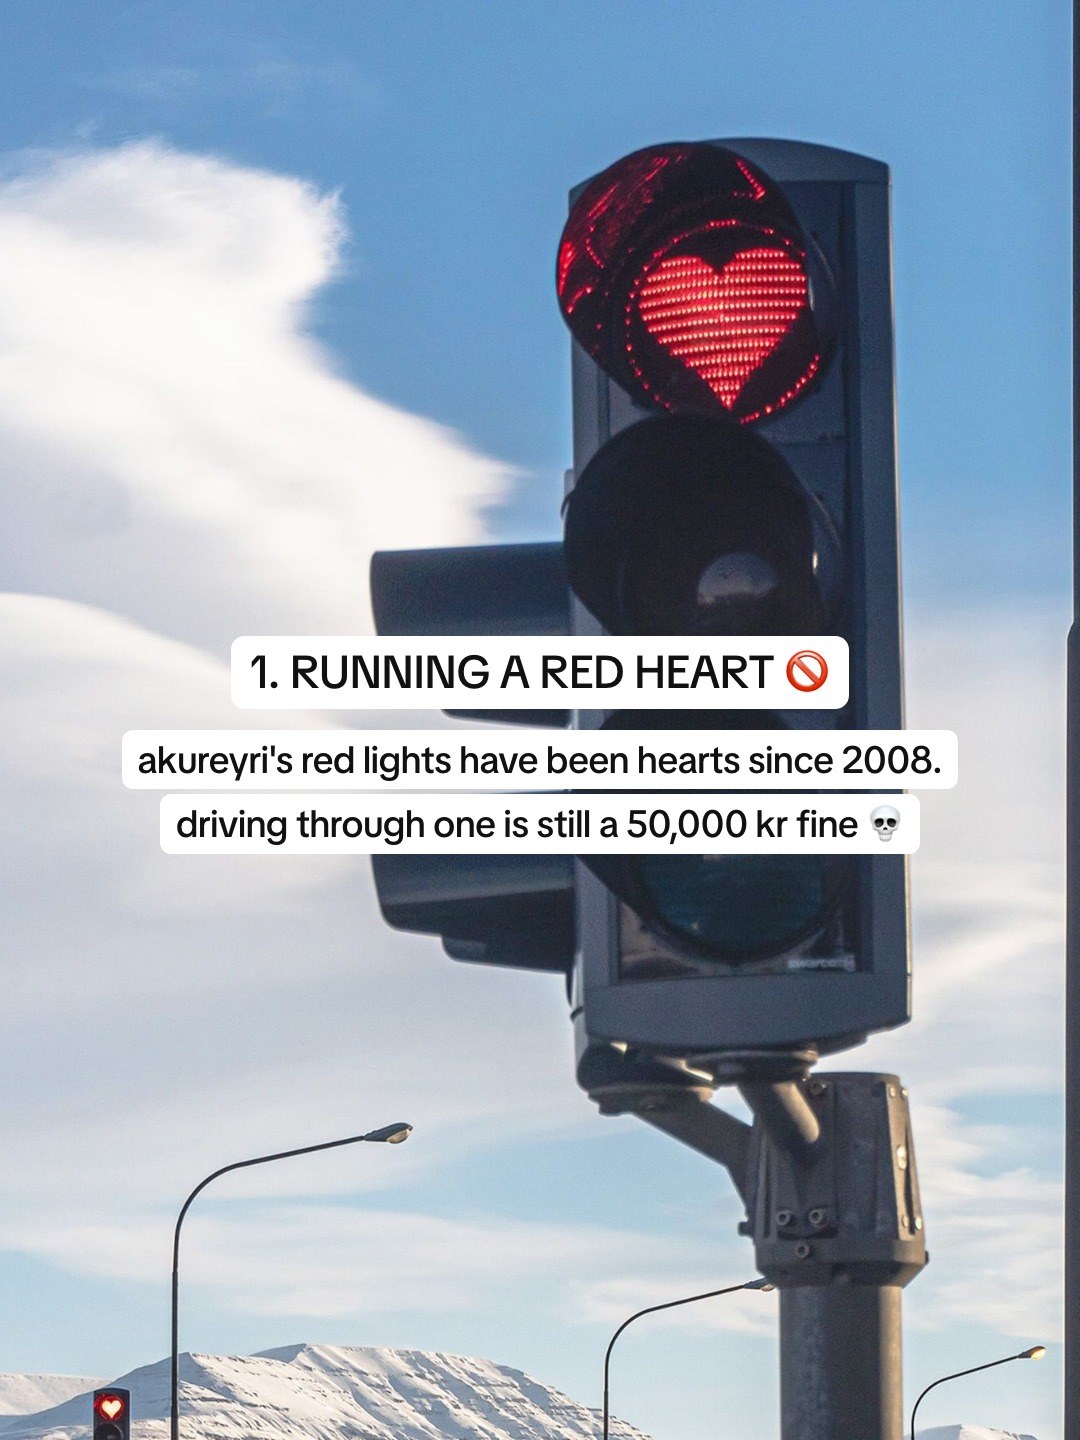 1. RUNNING A RED HEART 🚫
akureyri's red lights have been hearts since 2008.
driving through one is still a 50,000 kr fine 💀